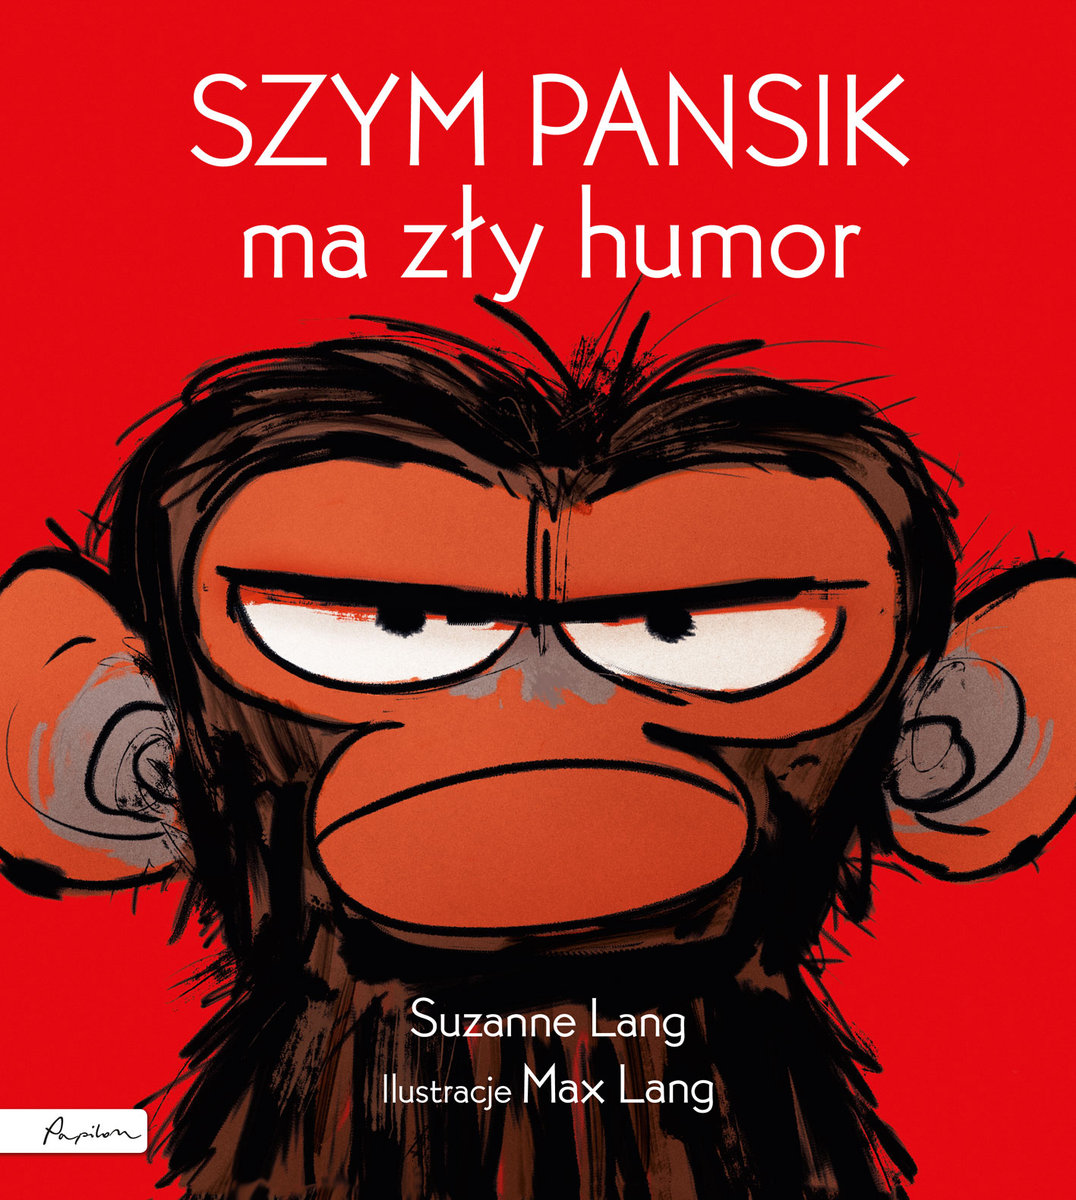 SZYM PANSIK
ma zły humor
Suzanne Lang
Ilustracje Max Lang
Papilon